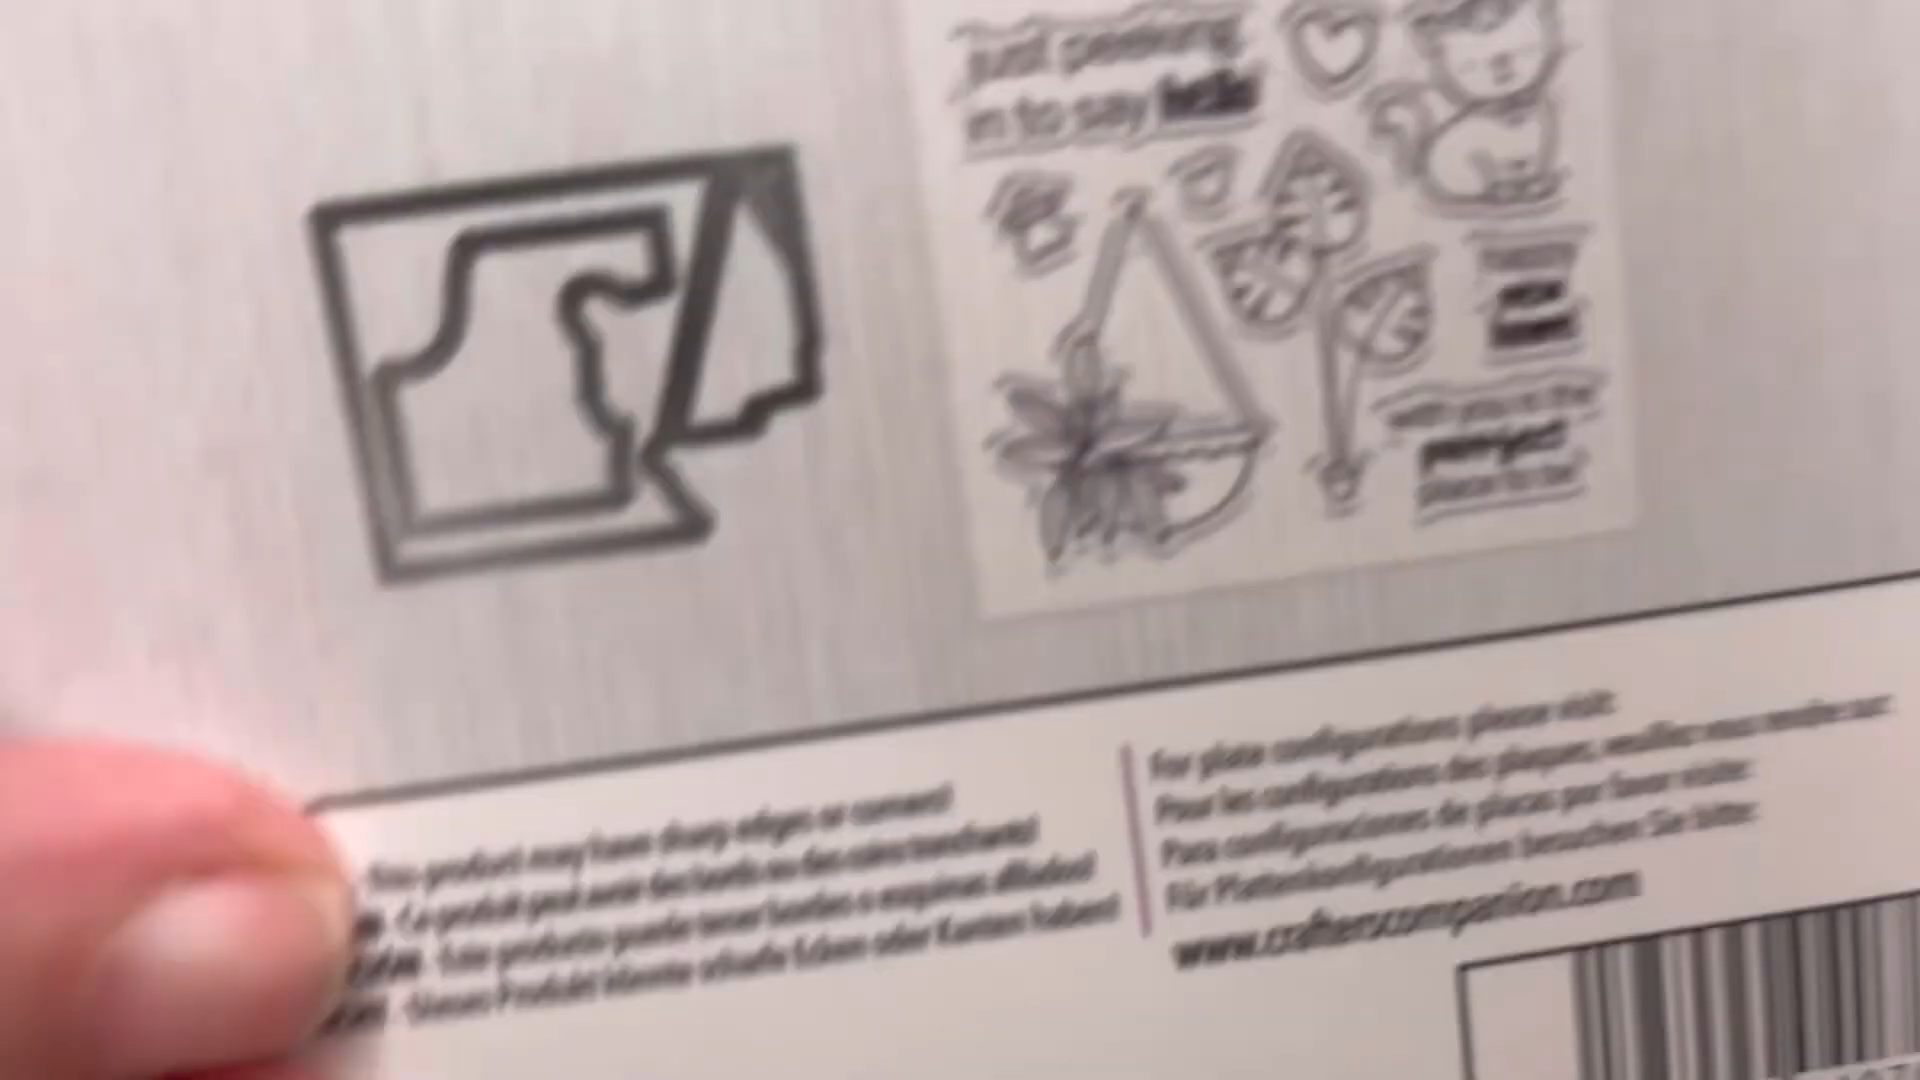 Just peeking
in to say hello
with you is the
purrfect
place to be!
This product may have sharp edges or corners!
Ce produit peut avoir des bords ou des coins tranchants!
Este producto puede tener bordes o esquinas afilados!
Dieses Produkt könnte scharfe Ecken oder Kanten haben!
For plate configurations please visit:
Pour les configurations des plaques, veuillez vous rendre sur:
Para configuraciones de placas por favor visite:
Für Plattenkonfigurationen besuchen Sie bitte:
www.crafterscompanion.com